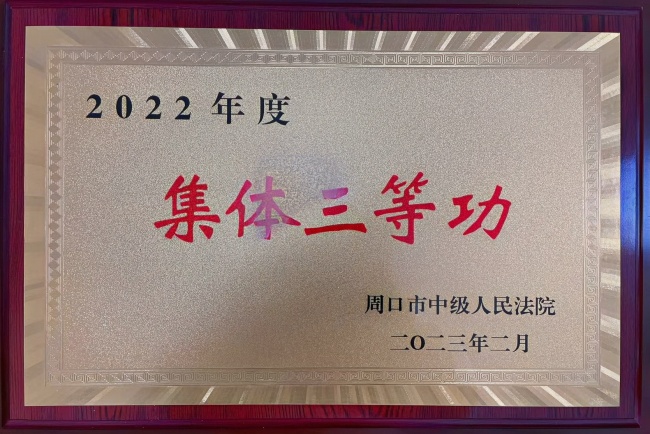 2022年度
集体三等功
周口市中级人民法院
二〇二三年二月